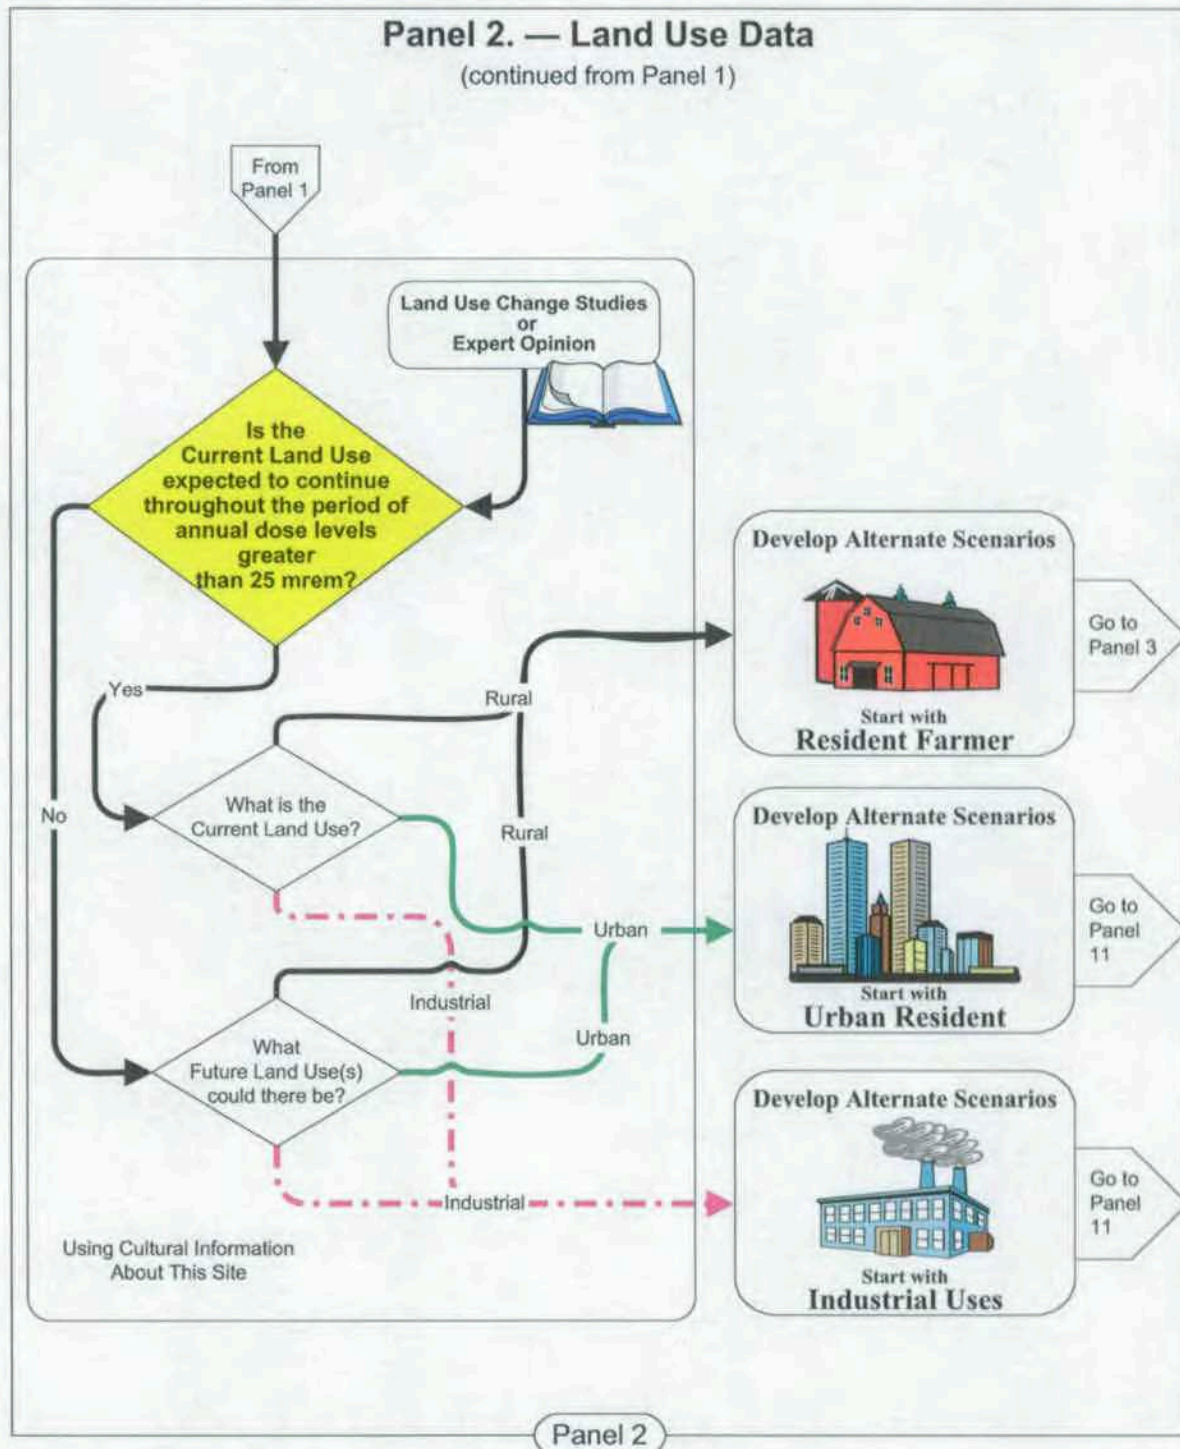 Panel 2. — Land Use Data
(continued from Panel 1)
From
Panel 1
Land Use Change Studies
or
Expert Opinion
Is the
Current Land Use
expected to continue
throughout the period of
annual dose levels
greater
than 25 mrem?
Yes
No
What is the
Current Land Use?
Rural
Rural
Urban
Industrial
What
Future Land Use(s)
could there be?
Urban
Industrial
Using Cultural Information
About This Site
Develop Alternate Scenarios
Start with
Resident Farmer
Go to
Panel 3
Develop Alternate Scenarios
Start with
Urban Resident
Go to
Panel
11
Develop Alternate Scenarios
Start with
Industrial Uses
Go to
Panel
11
Panel 2